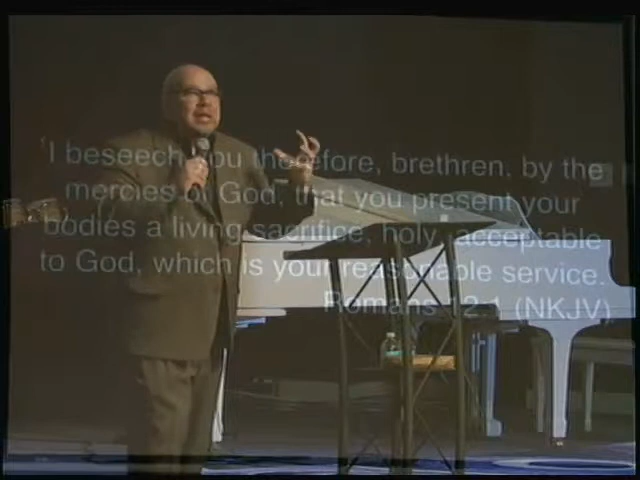 "I beseech you therefore, brethren, by the
mercies of God, that you present your
bodies a living sacrifice, holy, acceptable
to God, which is your reasonable service.
Romans 12:1 (NKJV)